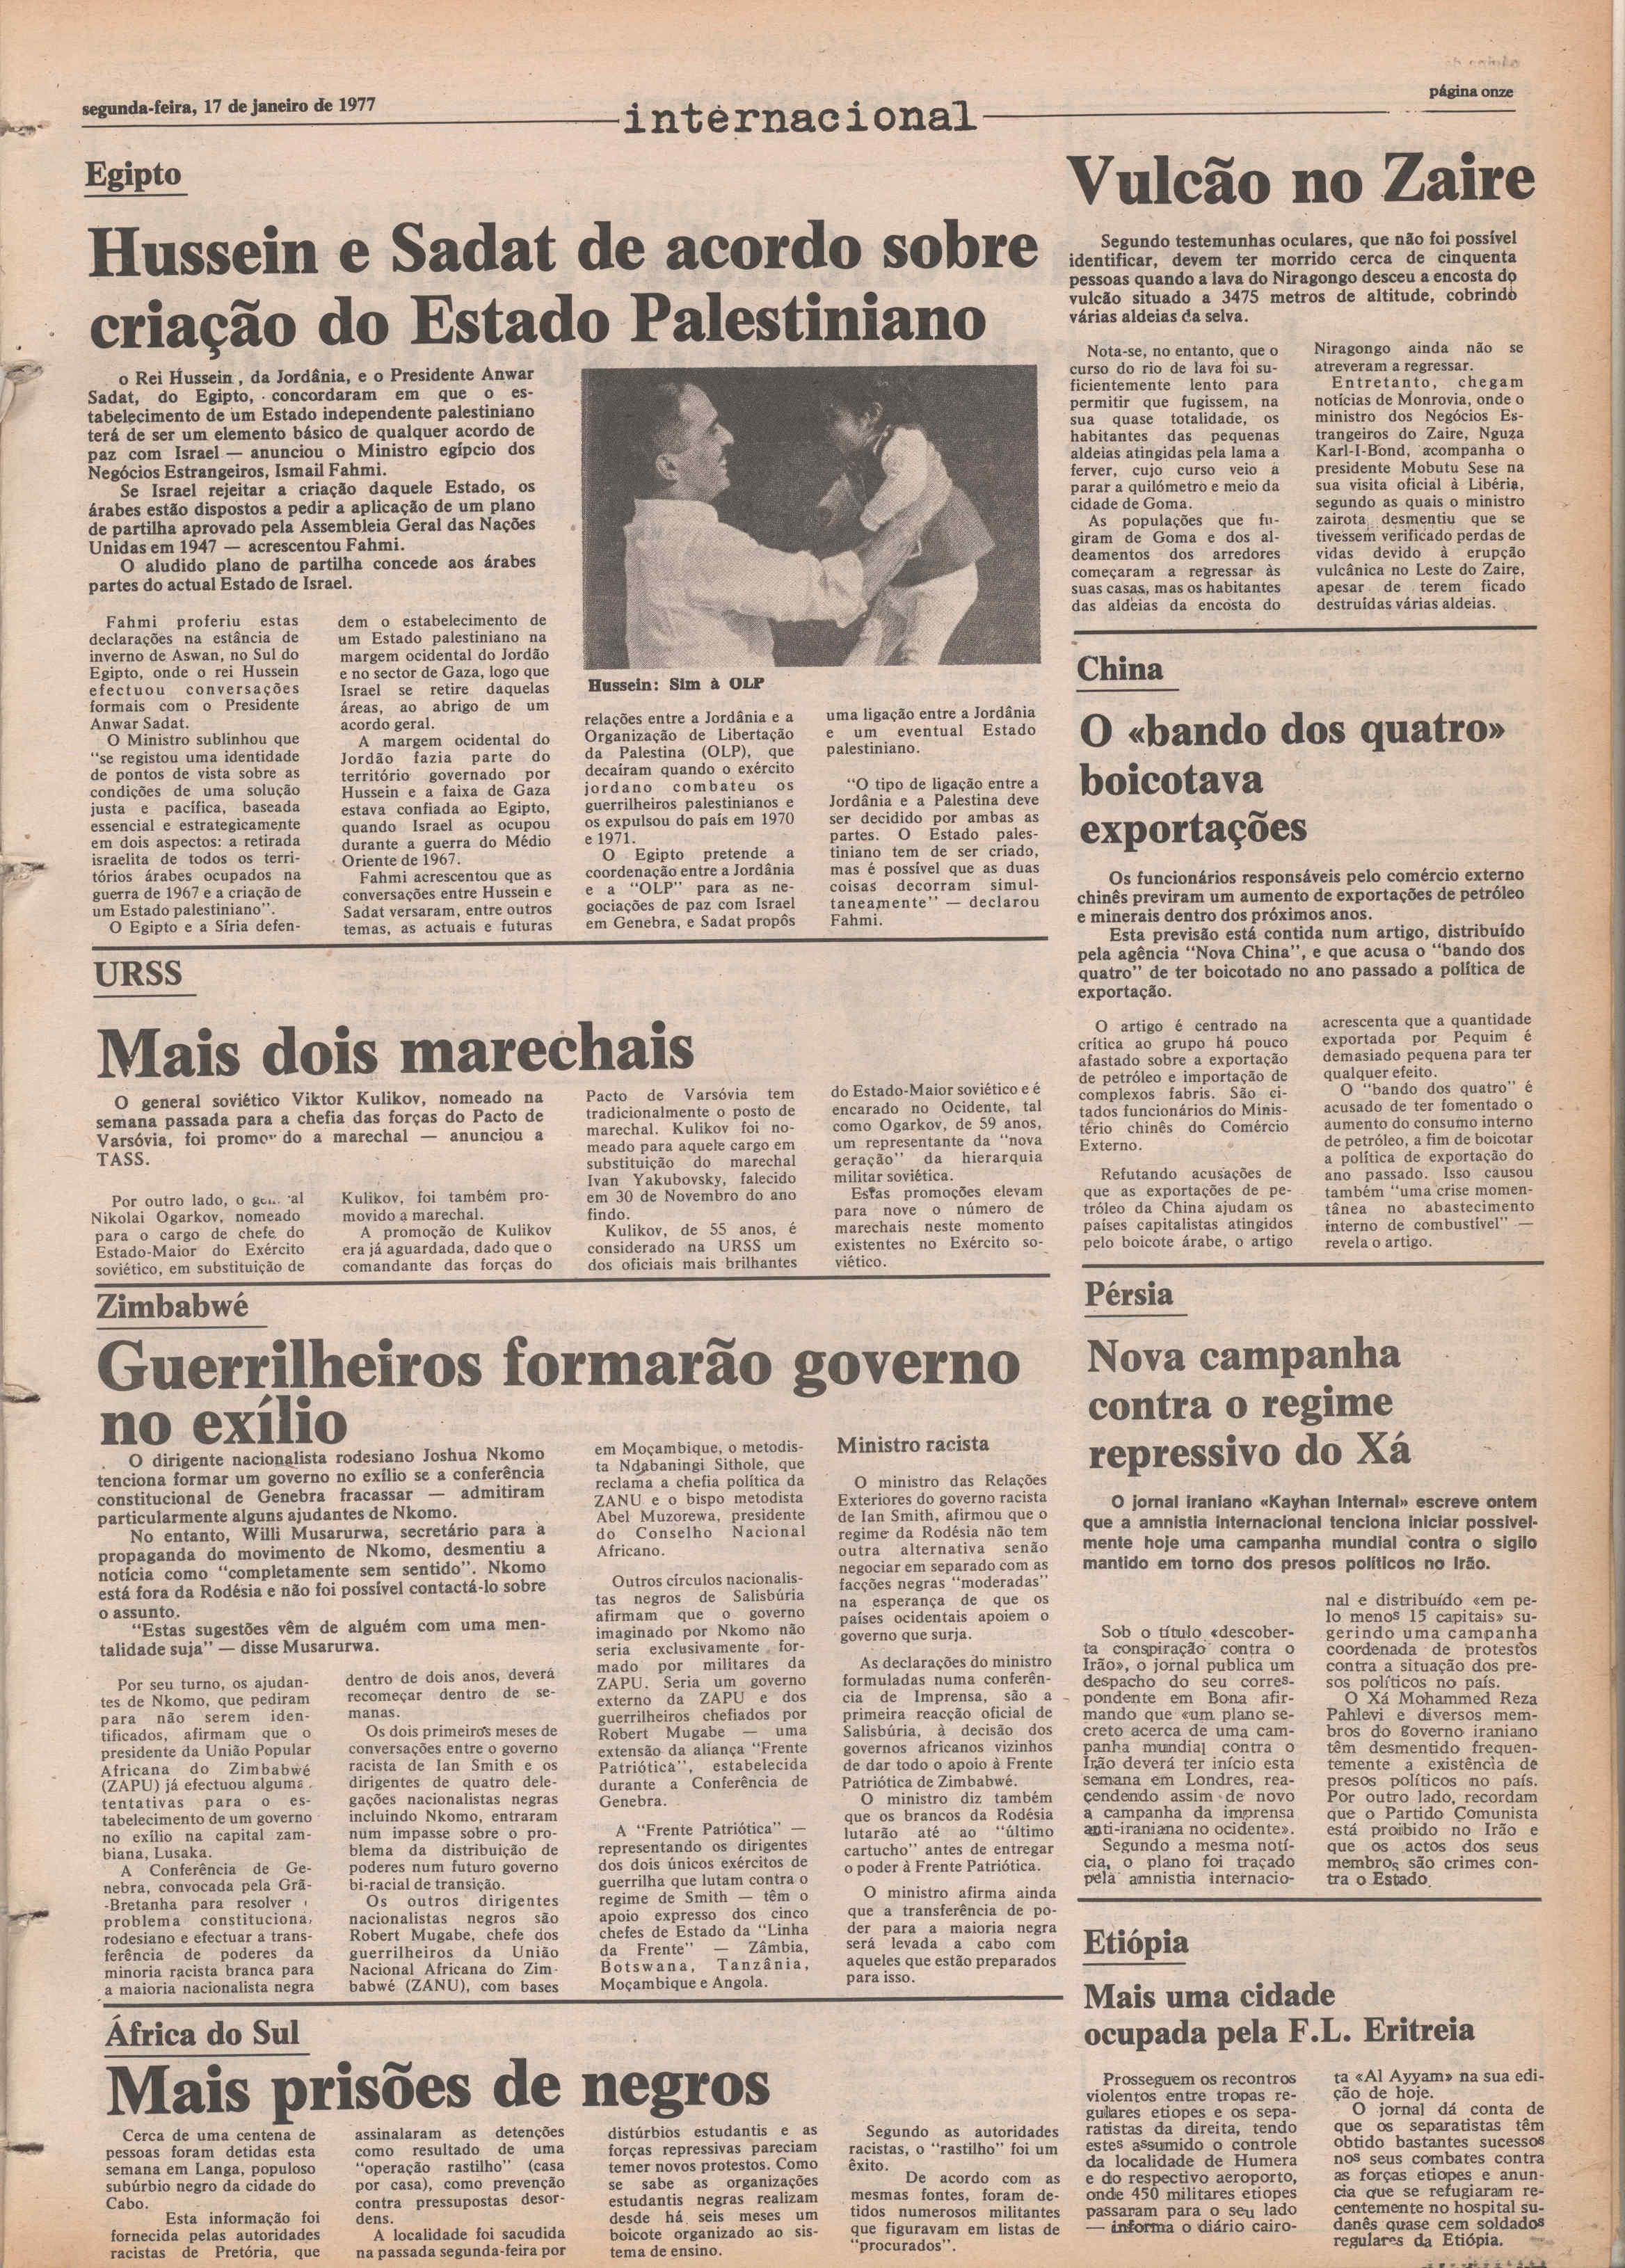 segunda-feira, 17 de janeiro de 1977
internacional
página onze
Egipto
Hussein e Sadat de acordo sobre
criação do Estado Palestiniano
o Rei Hussein, da Jordânia, e o Presidente Anwar
Sadat, do Egipto, concordaram em que o es-
tabelecimento de um Estado independente palestiniano
terá de ser um elemento básico de qualquer acordo de
paz com Israel — anunciou o Ministro egípcio dos
Negócios Estrangeiros, Ismail Fahmi.
Se Israel rejeitar a criação daquele Estado, os
árabes estão dispostos a pedir a aplicação de um plano
de partilha aprovado pela Assembleia Geral das Nações
Unidas em 1947 — acrescentou Fahmi.
O aludido plano de partilha concede aos árabes
partes do actual Estado de Israel.
Fahmi proferiu estas
declarações na estância de
inverno de Aswan, no Sul do
Egipto, onde o rei Hussein
efectuou conversações
formais com o Presidente
Anwar Sadat.
O Ministro sublinhou que
"se registou uma identidade
de pontos de vista sobre as
condições de uma solução
justa e pacífica, baseada
essencial e estrategicamente
em dois aspectos: a retirada
israelita de todos os terri-
tórios árabes ocupados na
guerra de 1967 e a criação de
um Estado palestiniano".
O Egipto e a Síria defen-
dem o estabelecimento de
um Estado palestiniano na
margem ocidental do Jordão
e no sector de Gaza, logo que
Israel se retire daquelas
áreas, ao abrigo de um
acordo geral.
A margem ocidental do
Jordão fazia parte do
território governado por
Hussein e a faixa de Gaza
estava confiada ao Egipto,
quando Israel as ocupou
durante a guerra do Médio
Oriente de 1967.
Fahmi acrescentou que as
conversações entre Hussein e
Sadat versaram, entre outros
temas, as actuais e futuras
Hussein: Sim à OLP
relações entre a Jordânia e a
Organização de Libertação
da Palestina (OLP), que
decaíram quando o exército
jordano combateu os
guerrilheiros palestinianos e
os expulsou do país em 1970
e 1971.
O Egipto pretende a
coordenação entre a Jordânia
e a "OLP" para as ne-
gociações de paz com Israel
em Genebra, e Sadat propôs
uma ligação entre a Jordânia
e um eventual Estado
palestiniano.
"O tipo de ligação entre a
Jordânia e a Palestina deve
ser decidido por ambas as
partes. O Estado pales-
tiniano tem de ser criado,
mas é possível que as duas
coisas decorram simul-
taneamente" — declarou
Fahmi.
Vulcão no Zaire
Segundo testemunhas oculares, que não foi possível
identificar, devem ter morrido cerca de cinquenta
pessoas quando a lava do Niragongo desceu a encosta do
vulcão situado a 3475 metros de altitude, cobrindo
várias aldeias da selva.
Nota-se, no entanto, que o
curso do rio de lava foi su-
ficientemente lento para
permitir que fugissem, na
sua quase totalidade, os
habitantes das pequenas
aldeias atingidas pela lama a
ferver, cujo curso veio a
parar a quilómetro e meio da
cidade de Goma.
As populações que fu-
giram de Goma e dos al-
deamentos dos arredores
começaram a regressar às
suas casas, mas os habitantes
das aldeias da encosta do
Niragongo ainda não se
atreveram a regressar.
Entretanto, chegam
notícias de Monrovia, onde o
ministro dos Negócios Es-
trangeiros do Zaire, Nguza
Karl-I-Bond, acompanha o
presidente Mobutu Sese na
sua visita oficial à Libéria,
segundo as quais o ministro
zairota desmentiu que se
tivessem verificado perdas de
vidas devido à erupção
vulcânica no Leste do Zaire,
apesar de terem ficado
destruídas várias aldeias.
China
O «bando dos quatro»
boicotava
exportações
Os funcionários responsáveis pelo comércio externo
chinês previram um aumento de exportações de petróleo
e minerais dentro dos próximos anos.
Esta previsão está contida num artigo, distribuído
pela agência "Nova China", e que acusa o "bando dos
quatro" de ter boicotado no ano passado a política de
exportação.
O artigo é centrado na
crítica ao grupo há pouco
afastado sobre a exportação
de petróleo e importação de
complexos fabris. São ci-
tados funcionários do Minis-
tério chinês do Comércio
Externo.
Refutando acusações de
que as exportações de pe-
tróleo da China ajudam os
países capitalistas atingidos
pelo boicote árabe, o artigo
acrescenta que a quantidade
exportada por Pequim é
demasiado pequena para ter
qualquer efeito.
O "bando dos quatro" é
acusado de ter fomentado o
aumento do consumo interno
de petróleo, a fim de boicotar
a política de exportação do
ano passado. Isso causou
também "uma crise momen-
tânea no abastecimento
interno de combustível" —
revela o artigo.
URSS
Mais dois marechais
O general soviético Viktor Kulikov, nomeado na
semana passada para a chefia das forças do Pacto de
Varsóvia, foi promovido a marechal — anunciou a
TASS.
Por outro lado, o general
Nikolai Ogarkov, nomeado
para o cargo de chefe do
Estado-Maior do Exército
soviético, em substituição de
Kulikov, foi também pro-
movido a marechal.
A promoção de Kulikov
era já aguardada, dado que o
comandante das forças do
Pacto de Varsóvia tem
tradicionalmente o posto de
marechal. Kulikov foi no-
meado para aquele cargo em
substituição do marechal
Ivan Yakubovsky, falecido
em 30 de Novembro do ano
findo.
Kulikov, de 55 anos, é
considerado na URSS um
dos oficiais mais brilhantes
do Estado-Maior soviético e é
encarado no Ocidente, tal
como Ogarkov, de 59 anos,
um representante da "nova
geração" da hierarquia
militar soviética.
Estas promoções elevam
para nove o número de
marechais neste momento
existentes no Exército so-
viético.
Zimbabwé
Guerrilheiros formarão governo
no exílio
O dirigente nacionalista rodesiano Joshua Nkomo
tenciona formar um governo no exílio se a conferência
constitucional de Genebra fracassar — admitiram
particularmente alguns ajudantes de Nkomo.
No entanto, Willi Musarurwa, secretário para a
propaganda do movimento de Nkomo, desmentiu a
notícia como "completamente sem sentido". Nkomo
está fora da Rodésia e não foi possível contactá-lo sobre
o assunto.
"Estas sugestões vêm de alguém com uma men-
talidade suja" — disse Musarurwa.
Por seu turno, os ajudan-
tes de Nkomo, que pediram
para não serem iden-
tificados, afirmam que o
presidente da União Popular
Africana do Zimbabwé
(ZAPU) já efectuou algums
tentativas para o es-
tabelecimento de um governo
no exílio na capital zam-
biana, Lusaka.
A Conferência de Ge-
nebra, convocada pela Grã-
-Bretanha para resolver
problema constitucional
rodesiano e efectuar a trans-
ferência de poderes da
minoria racista branca para
a maioria nacionalista negra
dentro de dois anos, deverá
recomeçar dentro de se-
manas.
Os dois primeiros meses de
conversações entre o governo
racista de Ian Smith e os
dirigentes de quatro dele-
gações nacionalistas negras
incluindo Nkomo, entraram
num impasse sobre o pro-
blema da distribuição de
poderes num futuro governo
bi-racial de transição.
Os outros dirigentes
nacionalistas negros são
Robert Mugabe, chefe dos
guerrilheiros da União
Nacional Africana do Zim-
babwé (ZANU), com bases
em Moçambique, o metodis-
ta Ndabaningi Sithole, que
reclama a chefia política da
ZANU e o bispo metodista
Abel Muzorewa, presidente
do Conselho Nacional
Africano.
Outros círculos nacionalis-
tas negros de Salisbúria
afirmam que o governo
imaginado por Nkomo não
seria exclusivamente for-
mado por militares da
ZAPU. Seria um governo
externo da ZAPU e dos
guerrilheiros chefiados por
Robert Mugabe — uma
extensão da aliança "Frente
Patriótica", estabelecida
durante a Conferência de
Genebra.
A "Frente Patriótica" —
representando os dirigentes
dos dois únicos exércitos de
guerrilha que lutam contra o
regime de Smith — têm o
apoio expresso dos cinco
chefes de Estado da "Linha
da Frente" — Zâmbia,
Botswana, Tanzânia,
Moçambique e Angola.
Ministro racista
O ministro das Relações
Exteriores do governo racista
de Ian Smith, afirmou que o
regime da Rodésia não tem
outra alternativa senão
negociar em separado com as
facções negras "moderadas"
na esperança de que os
países ocidentais apoiem o
governo que surja.
As declarações do ministro
formuladas numa conferên-
cia de Imprensa, são a
primeira reacção oficial de
Salisbúria, à decisão dos
governos africanos vizinhos
de dar todo o apoio à Frente
Patriótica de Zimbabwé.
O ministro diz também
que os brancos da Rodésia
lutarão até ao "último
cartucho" antes de entregar
o poder à Frente Patriótica.
O ministro afirma ainda
que a transferência de po-
der para a maioria negra
será levada a cabo com
aqueles que estão preparados
para isso.
Pérsia
Nova campanha
contra o regime
repressivo do Xá
O jornal iraniano «Kayhan Internal» escreve ontem
que a amnistia internacional tenciona iniciar possivel-
mente hoje uma campanha mundial contra o sigilo
mantido em torno dos presos políticos no Irão.
Sob o título «descober-
ta conspiração contra o
Irão», o jornal publica um
despacho do seu corres-
pondente em Bona afir-
mando que «um plano se-
creto acerca de uma cam-
panha mundial contra o
Irão deverá ter início esta
semana em Londres, rea-
cendendo assim de novo
a campanha da imprensa
anti-iraniana no ocidente».
Segundo a mesma notí-
cia, o plano foi traçado
pela amnistia internacio-
nal e distribuído «em pe-
lo menos 15 capitais» su-
gerindo uma campanha
coordenada de protestos
contra a situação dos pre-
sos políticos no país.
O Xá Mohammed Reza
Pahlevi e diversos mem-
bros do governo iraniano
têm desmentido frequen-
temente a existência de
presos políticos no país.
Por outro lado, recordam
que o Partido Comunista
está proibido no Irão e
que os actos dos seus
membros são crimes con-
tra o Estado.
Etiópia
Mais uma cidade
ocupada pela F.L. Eritreia
Prosseguem os recontros
violentos entre tropas re-
gulares etiopes e os sepa-
ratistas da direita, tendo
estes assumido o controle
da localidade de Humera
e do respectivo aeroporto,
onde 450 militares etiopes
passaram para o seu lado
— informa o diário cairo-
ta «Al Ayyam» na sua edi-
ção de hoje.
O jornal dá conta de
que os separatistas têm
obtido bastantes sucessos
nos seus combates contra
as forças etiopes e anun-
cia que se refugiaram re-
centemente no hospital su-
danês quase cem soldados
regulares da Etiópia.
África do Sul
Mais prisões de negros
Cerca de uma centena de
pessoas foram detidas esta
semana em Langa, populoso
subúrbio negro da cidade do
Cabo.
Esta informação foi
fornecida pelas autoridades
racistas de Pretória, que
assinalaram as detenções
como resultado de uma
"operação rastilho" (casa
por casa), como prevenção
contra pressupostas desor-
dens.
A localidade foi sacudida
na passada segunda-feira por
distúrbios estudantis e as
forças repressivas pareciam
temer novos protestos. Como
se sabe as organizações
estudantis negras realizam
desde há seis meses um
boicote organizado ao sis-
tema de ensino.
Segundo as autoridades
racistas, o "rastilho" foi um
êxito.
De acordo com as
mesmas fontes, foram de-
tidos numerosos militantes
que figuravam em listas de
"procurados".